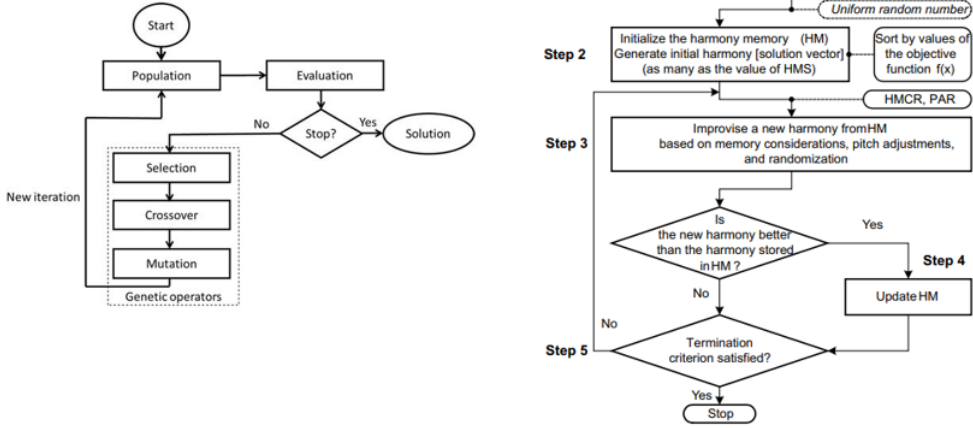 Start
Population
Evaluation
No
Stop?
Yes
Solution
Selection
New iteration
Crossover
Mutation
Genetic operators
Uniform random number
Step 2
Initialize the harmony memory (HM)
Generate initial harmony [solution vector]
(as many as the value of HMS)
Sort by values of
the objective
function f(x)
HMCR, PAR
Step 3
Improvise a new harmony fromHM
based on memory considerations, pitch adjustments,
and randomization
Is
the new harmony better
than the harmony stored
inHM ?
Yes
Step 4
No
Update HM
No
Step 5
Termination
criterion satisfied?
Yes
Stop